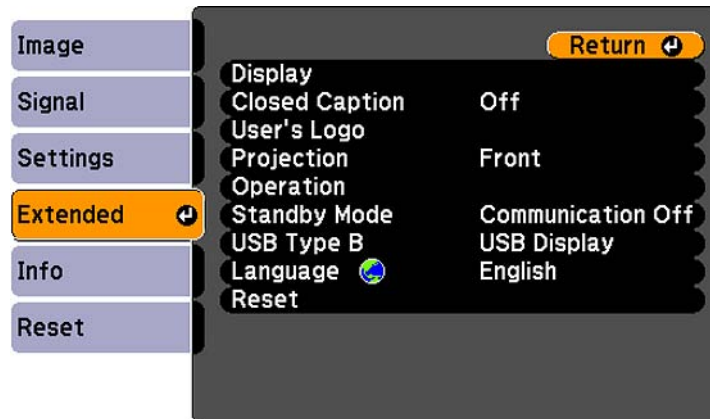 Image
Signal
Settings
Extended
Info
Reset
Return
Display
Closed Caption Off
User's Logo
Projection Front
Operation
Standby Mode Communication Off
USB Type B USB Display
Language English
Reset